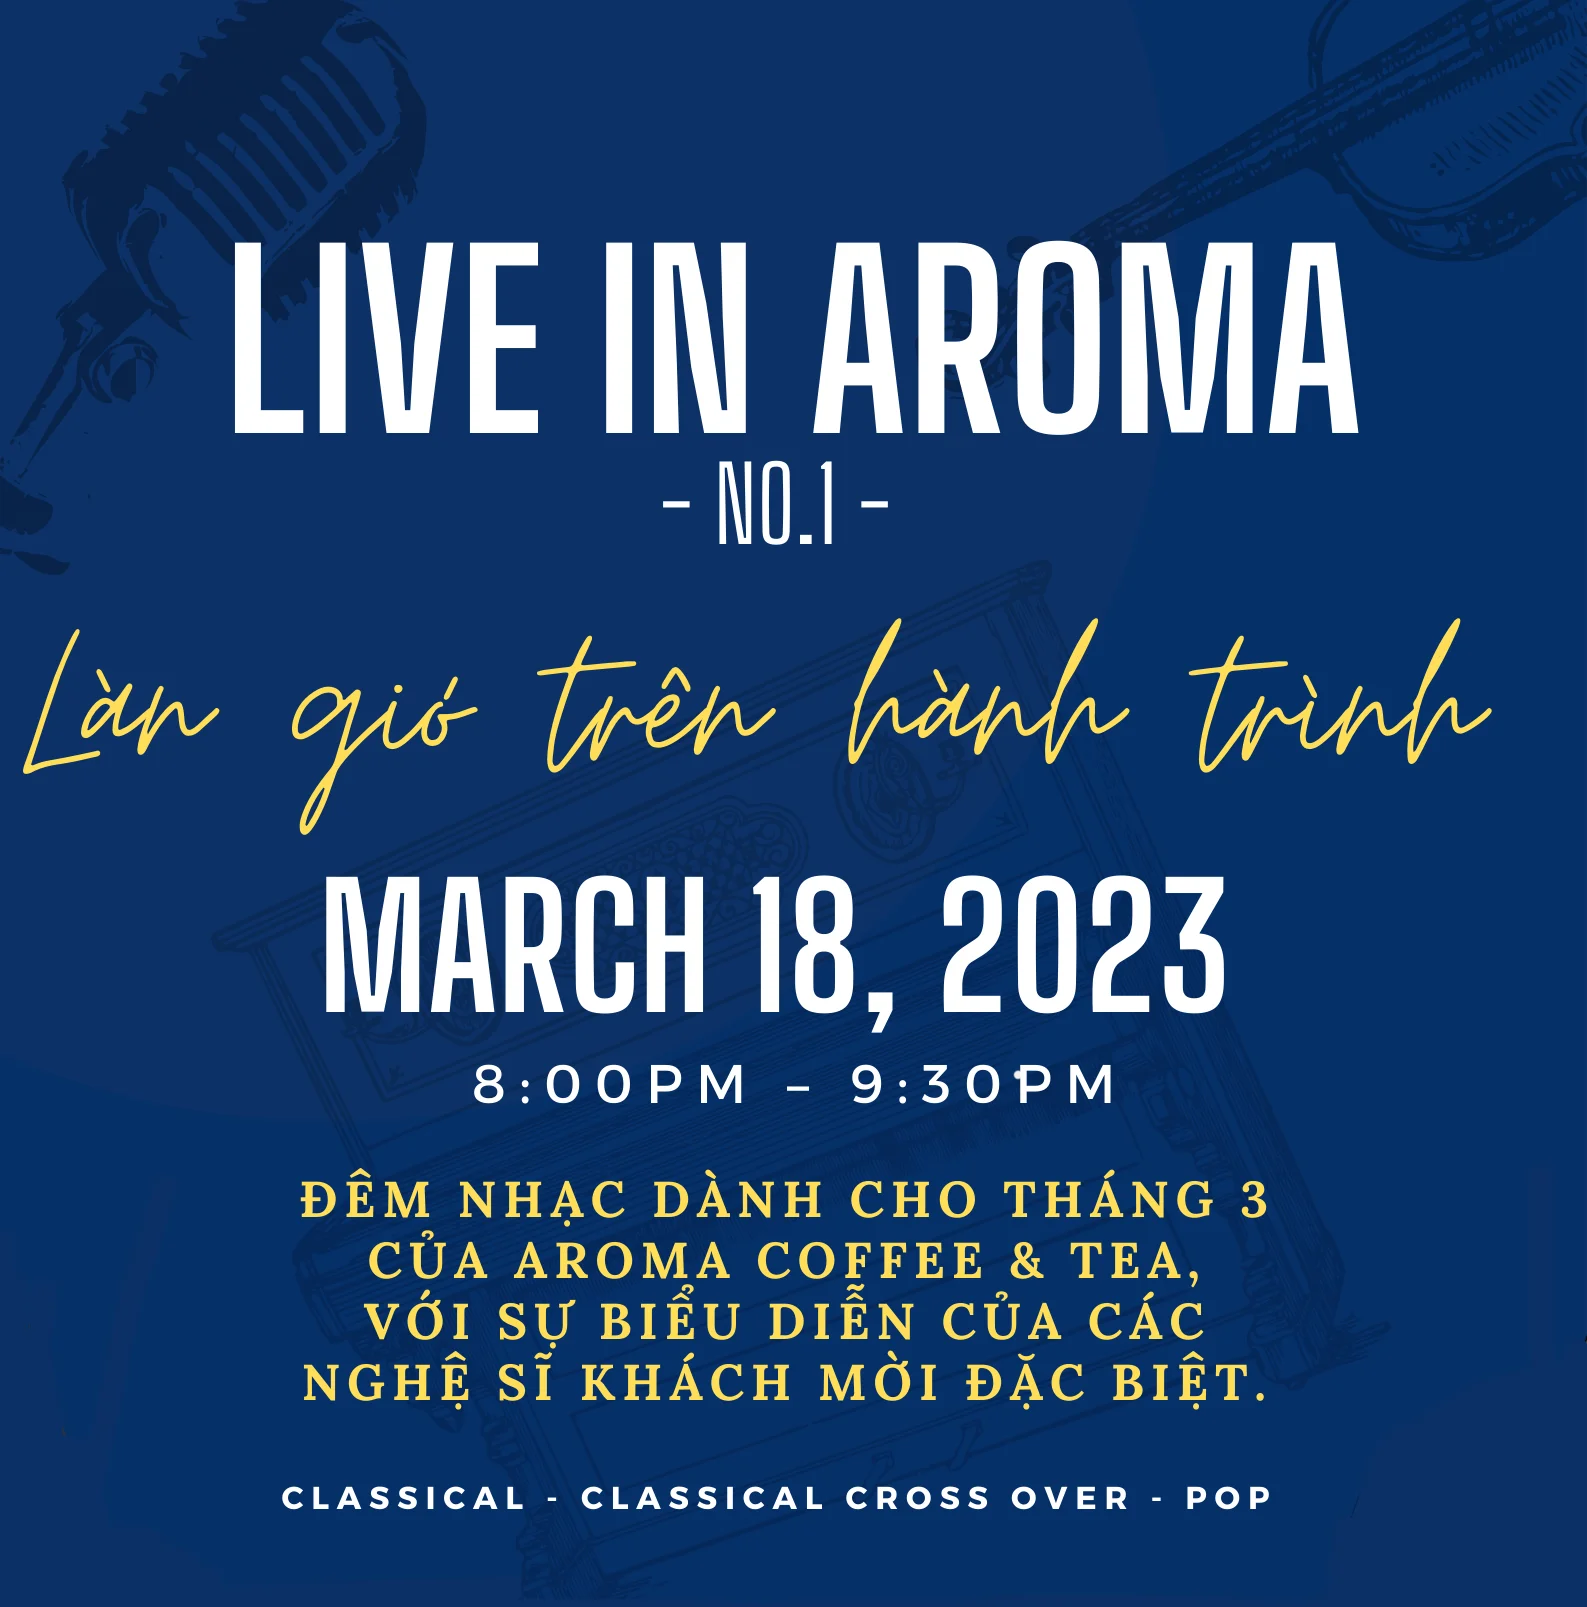 LIVE IN AROMA
- NO.1 -
Làn gió trên hành trình
MARCH 18, 2023
8:00PM – 9:30PM
ĐÊM NHẠC DÀNH CHO THÁNG 3
CỦA AROMA COFFEE & TEA,
VỚI SỰ BIỂU DIỄN CỦA CÁC
NGHỆ SĨ KHÁCH MỜI ĐẶC BIỆT.
CLASSICAL - CLASSICAL CROSS OVER - POP